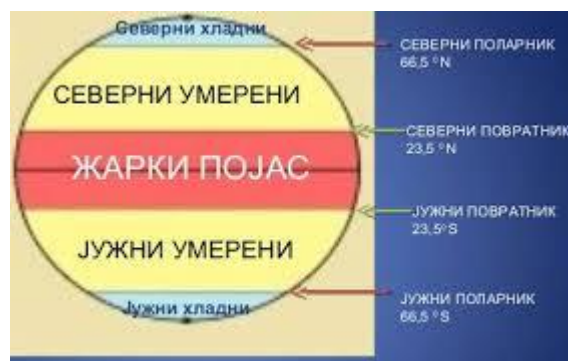 Северни хладни
СЕВЕРНИ УМЕРЕНИ
ЖАРКИ ПОЈАС
ЈУЖНИ УМЕРЕНИ
Јужни хладни
СЕВЕРНИ ПОЛАРНИК
66,5 °N
СЕВЕРНИ ПОВРАТНИК
23,5 °N
ЈУЖНИ ПОВРАТНИК
23,5°S
ЈУЖНИ ПОЛАРНИК
66,5 °S